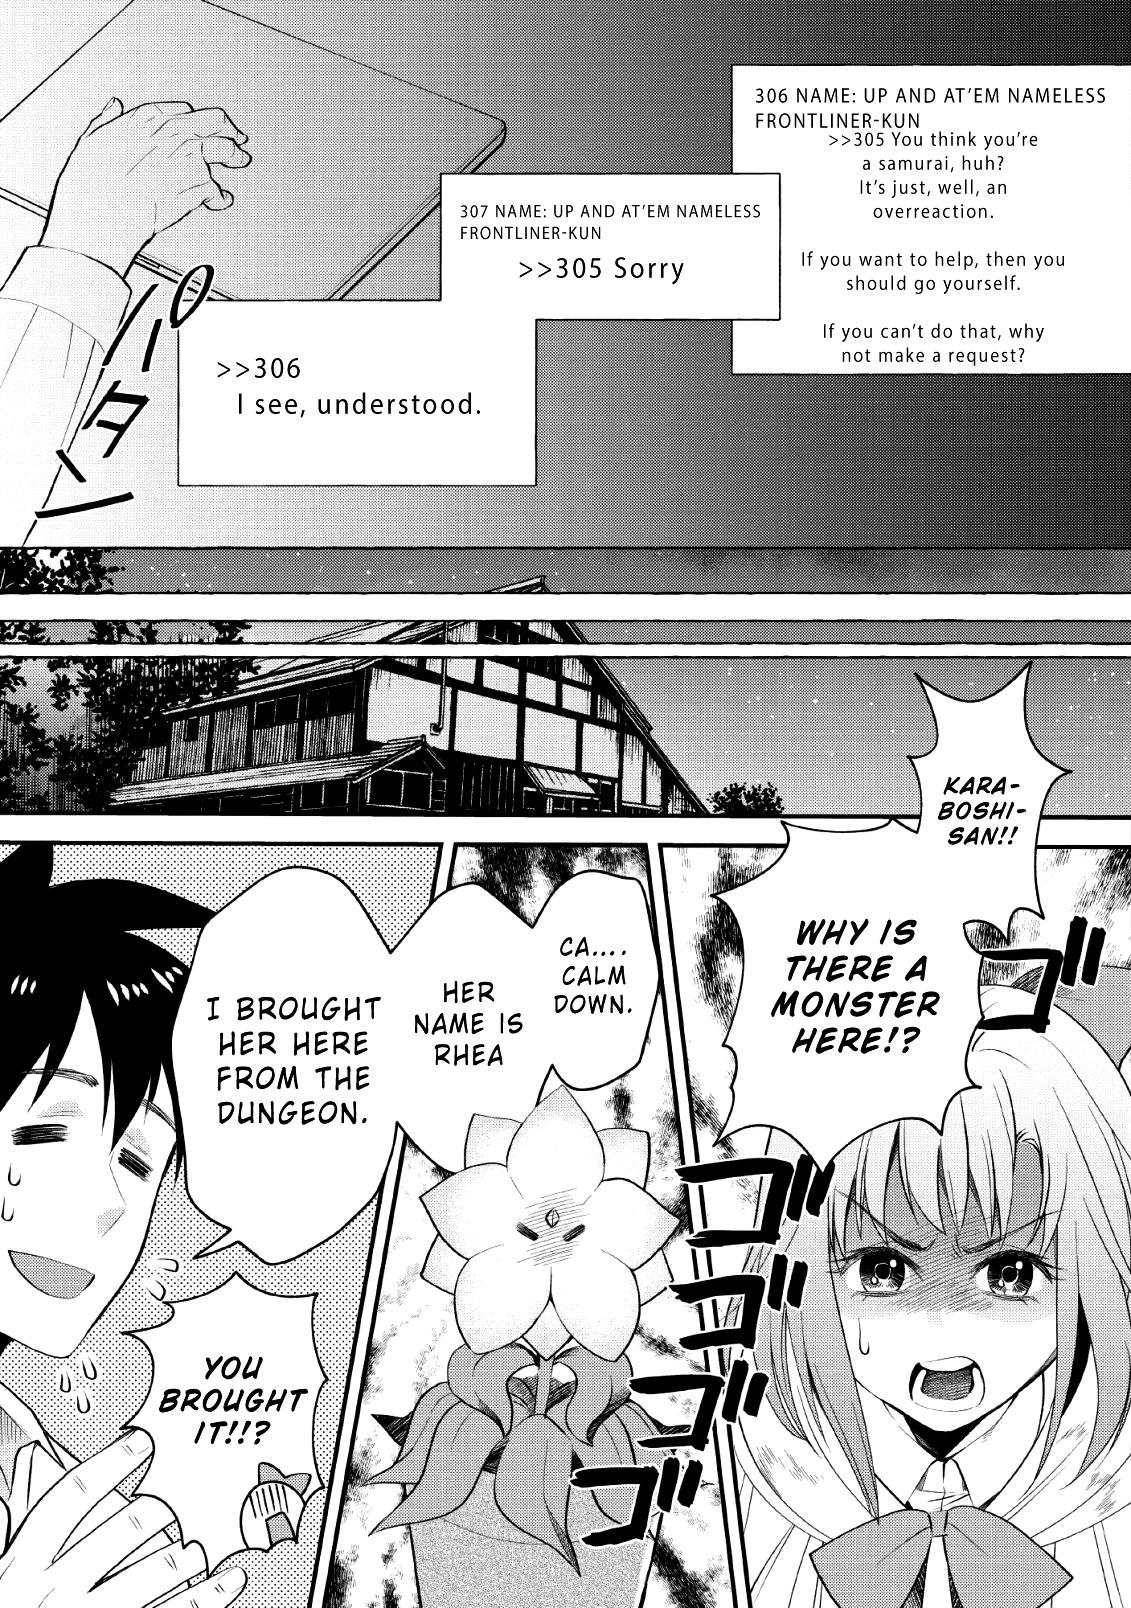 306 NAME: UP AND AT'EM NAMELESS
FRONTLINER-KUN
>>305 You think you're
a samurai, huh?
It's just, well, an
overreaction.
If you want to help, then you
should go yourself.
If you can't do that, why
not make a request?
307 NAME: UP AND AT'EM NAMELESS
FRONTLINER-KUN
>>305 Sorry
>>306
I see, understood.
パタン
KARA-
BOSHI-
SAN!!
WHY IS
THERE A
MONSTER
HERE!?
ゴゴゴゴゴ
CA....
CALM
DOWN.
HER
NAME IS
RHEA
I BROUGHT
HER HERE
FROM THE
DUNGEON.
YOU
BROUGHT
IT!!?